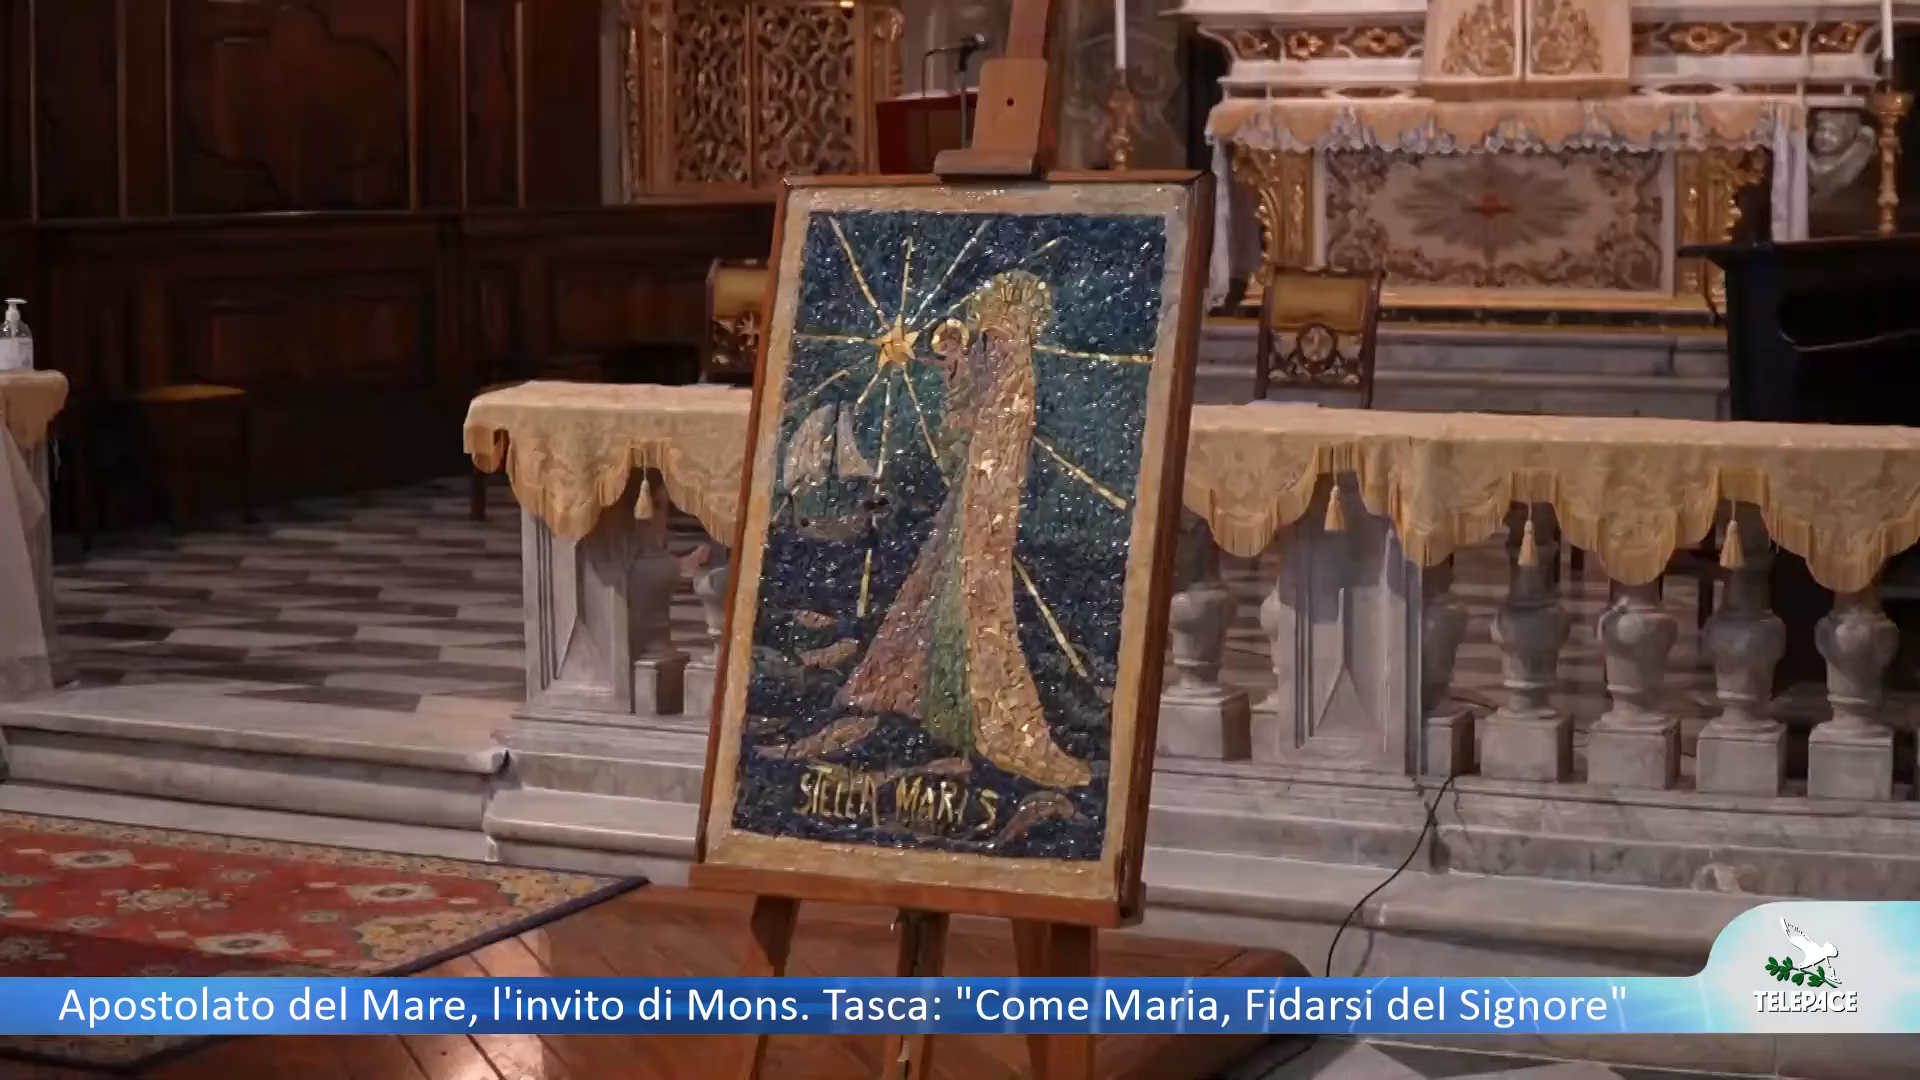 STELLA MARIS
Apostolato del Mare, l'invito di Mons. Tasca: "Come Maria, Fidarsi del Signore"
TELEPACE